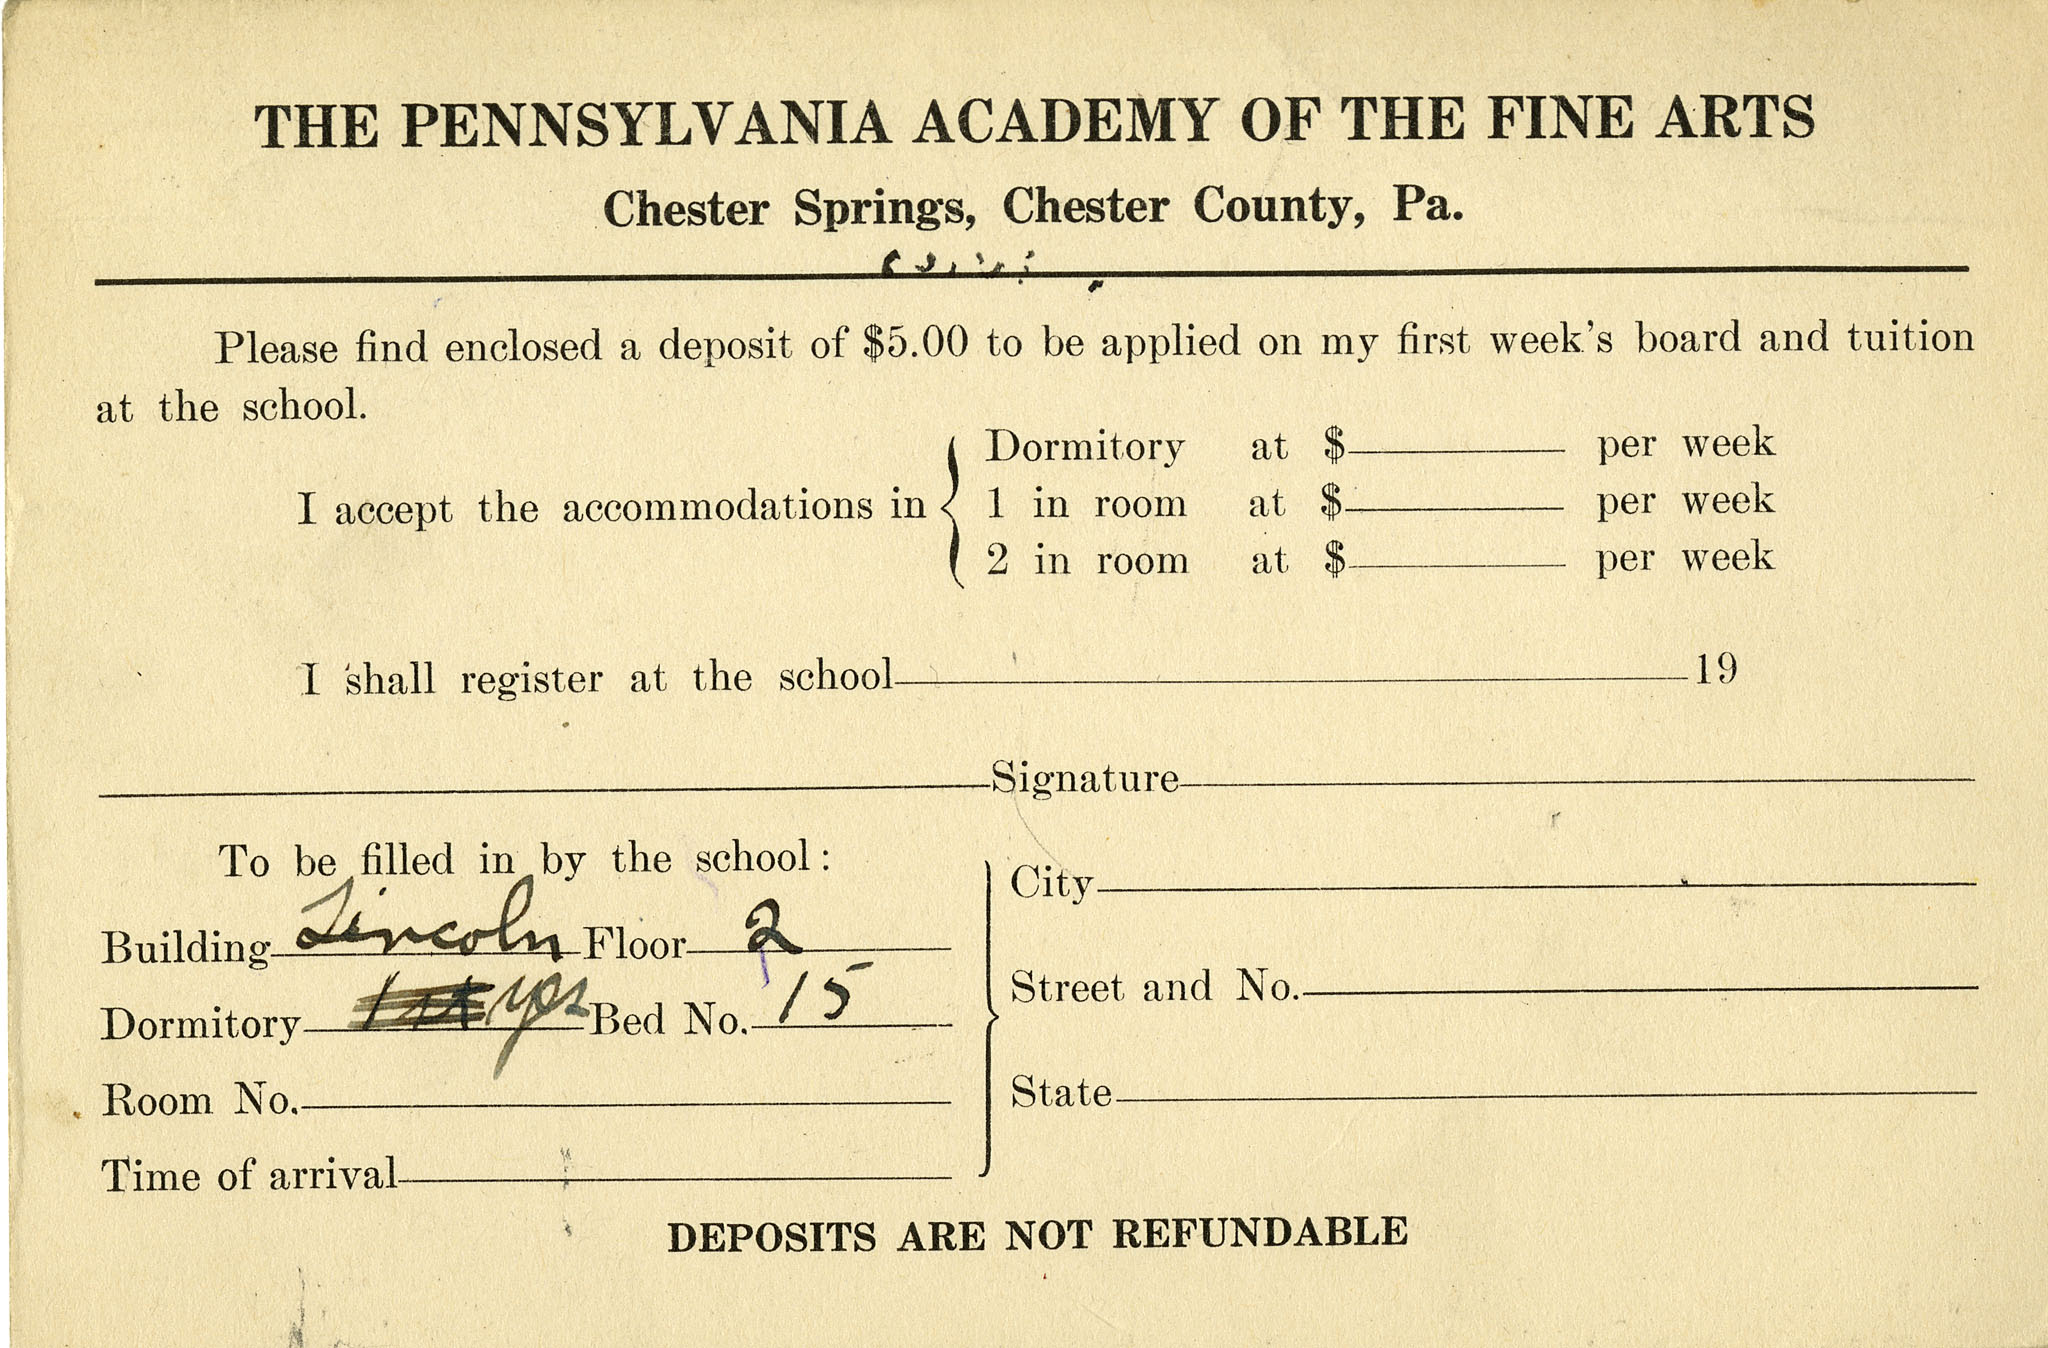 THE PENNSYLVANIA ACADEMY OF THE FINE ARTS
Chester Springs, Chester County, Pa.
Please find enclosed a deposit of $5.00 to be applied on my first week's board and tuition
at the school.
I accept the accommodations in
Dormitory at $ per week
1 in room at $ per week
2 in room at $ per week
I shall register at the school 19
Signature
To be filled in by the school:
Building Lincoln Floor 2
Dormitory yes Bed No. 15
Room No.
Time of arrival
City
Street and No.
State
DEPOSITS ARE NOT REFUNDABLE